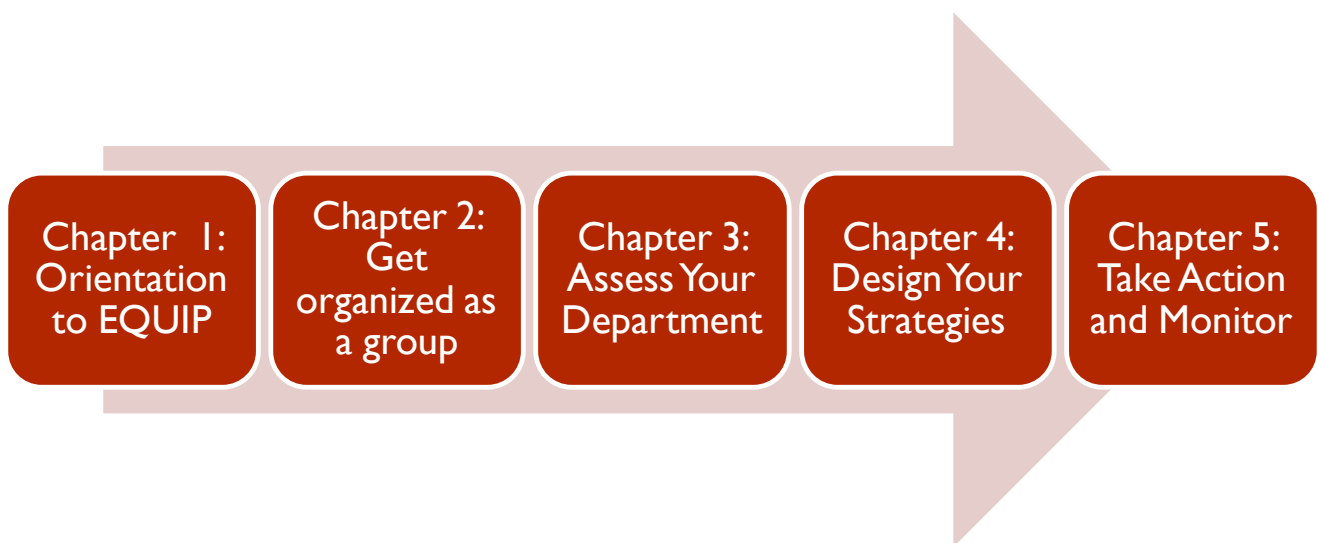 Chapter 1:
Orientation
to EQUIP
Chapter 2:
Get
organized as
a group
Chapter 3:
Assess Your
Department
Chapter 4:
Design Your
Strategies
Chapter 5:
Take Action
and Monitor